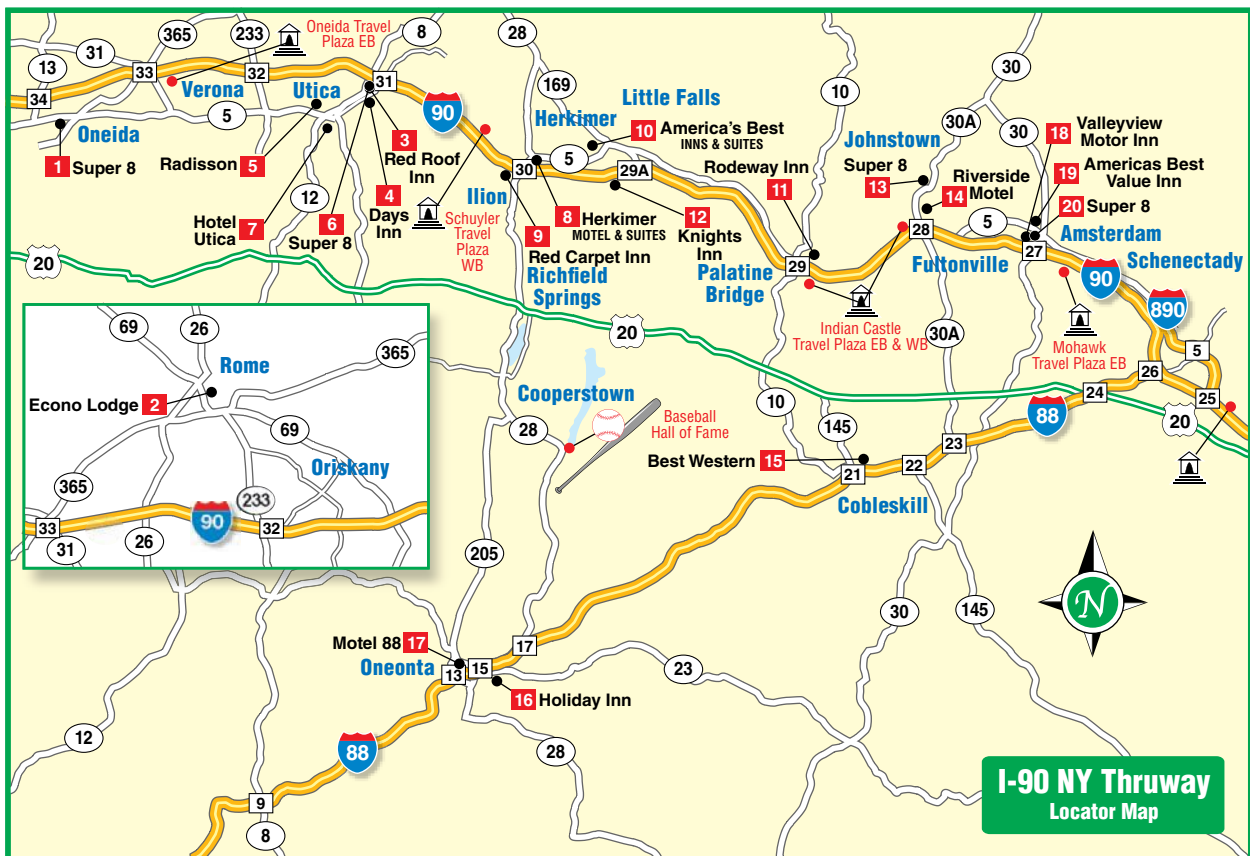 8
365
233
Oneida Travel
Plaza EB
28
31
13
33
32
31
34
Verona
Utica
90
169
30
10
Little Falls
Herkimer
5
Oneida
1 Super 8
Radisson 5
3
Red Roof
Inn
4
Days
Inn
12
Hotel
Utica 7
6
Super 8
Schuyler
Travel
Plaza
WB
Ilion
30
5
10 America's Best
INNS & SUITES
29A
8 Herkimer
MOTEL & SUITES
9
Red Carpet Inn
12
Knights
Inn
Rodeway Inn
11
Johnstown
Super 8
13
30A
30
14 Riverside
Motel
18 Valleyview
Motor Inn
19 Americas Best
Value Inn
20 Super 8
5
28
27
Amsterdam
Fultonville
Schenectady
90
890
29
Palatine
Bridge
Richfield
Springs
20
20
Indian Castle
Travel Plaza EB & WB
30A
Mohawk
Travel Plaza EB
5
26
25
24
20
88
69
26
365
Rome
Econo Lodge 2
69
Oriskany
365
233
90
33
32
31
26
Cooperstown
28
Baseball
Hall of Fame
10
145
Best Western 15
21
22
23
Cobleskill
205
30
145
N
Motel 88 17
Oneonta
13
15
17
16 Holiday Inn
23
12
88
28
9
8
I-90 NY Thruway
Locator Map